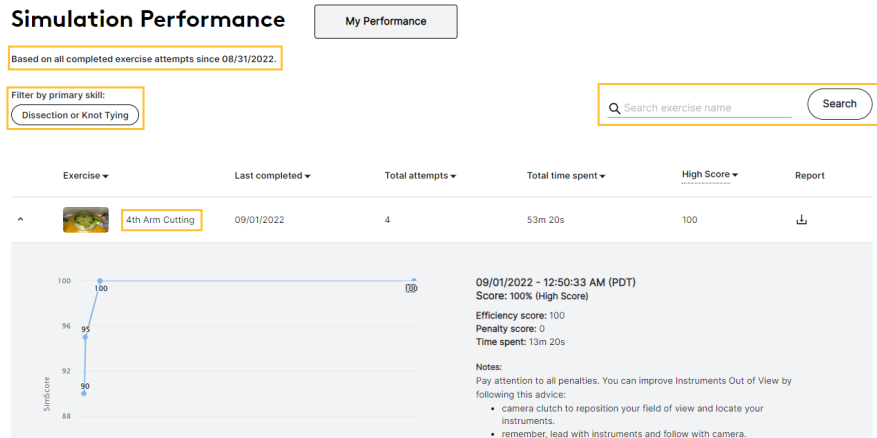 Simulation Performance
My Performance
Based on all completed exercise attempts since 08/31/2022.
Filter by primary skill:
Dissection or Knot Tying
Search exercise name
Search
Exercise
Last completed
Total attempts
Total time spent
High Score
Report
4th Arm Cutting
09/01/2022
4
53m 20s
100
100
96
92
88
SimScore
90
95
100
100
09/01/2022 - 12:50:33 AM (PDT)
Score: 100% (High Score)
Efficiency score: 100
Penalty score: 0
Time spent: 13m 20s
Notes:
Pay attention to all penalties. You can improve Instruments Out of View by
following this advice:
• camera clutch to reposition your field of view and locate your
instruments.
• remember, lead with instruments and follow with camera.